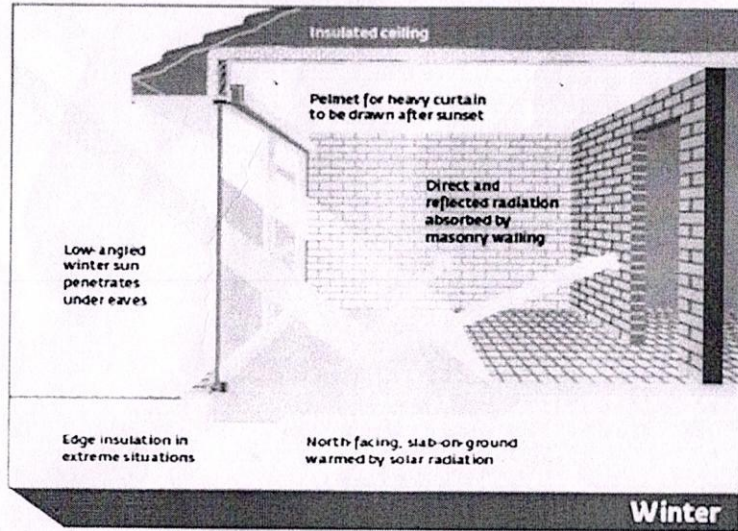 Insulated ceiling
Pelmet for heavy curtain
to be drawn after sunset
Direct and
reflected radiation
absorbed by
masonry walling
Low-angled
winter sun
penetrates
under eaves
Edge insulation in
extreme situations
North-facing, slab-on-ground
warmed by solar radiation
Winter